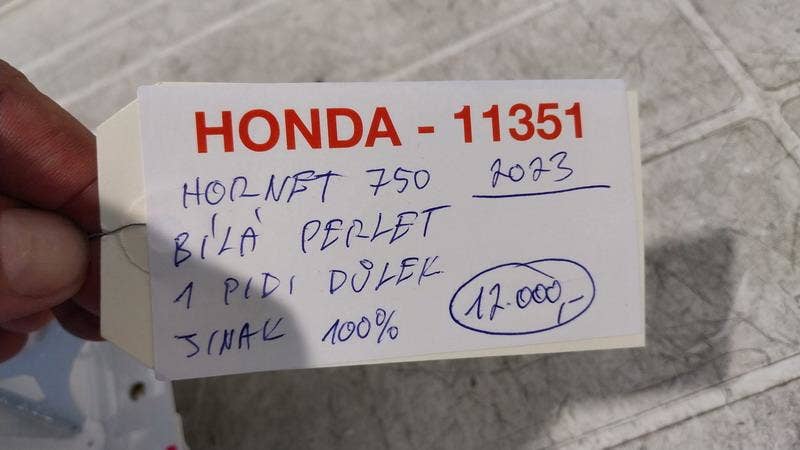 HONDA - 11351
HORNET 750 2023
BÍLÁ PERLET
1 PIDI DŮLEK
JINAK 100% 12.000,-